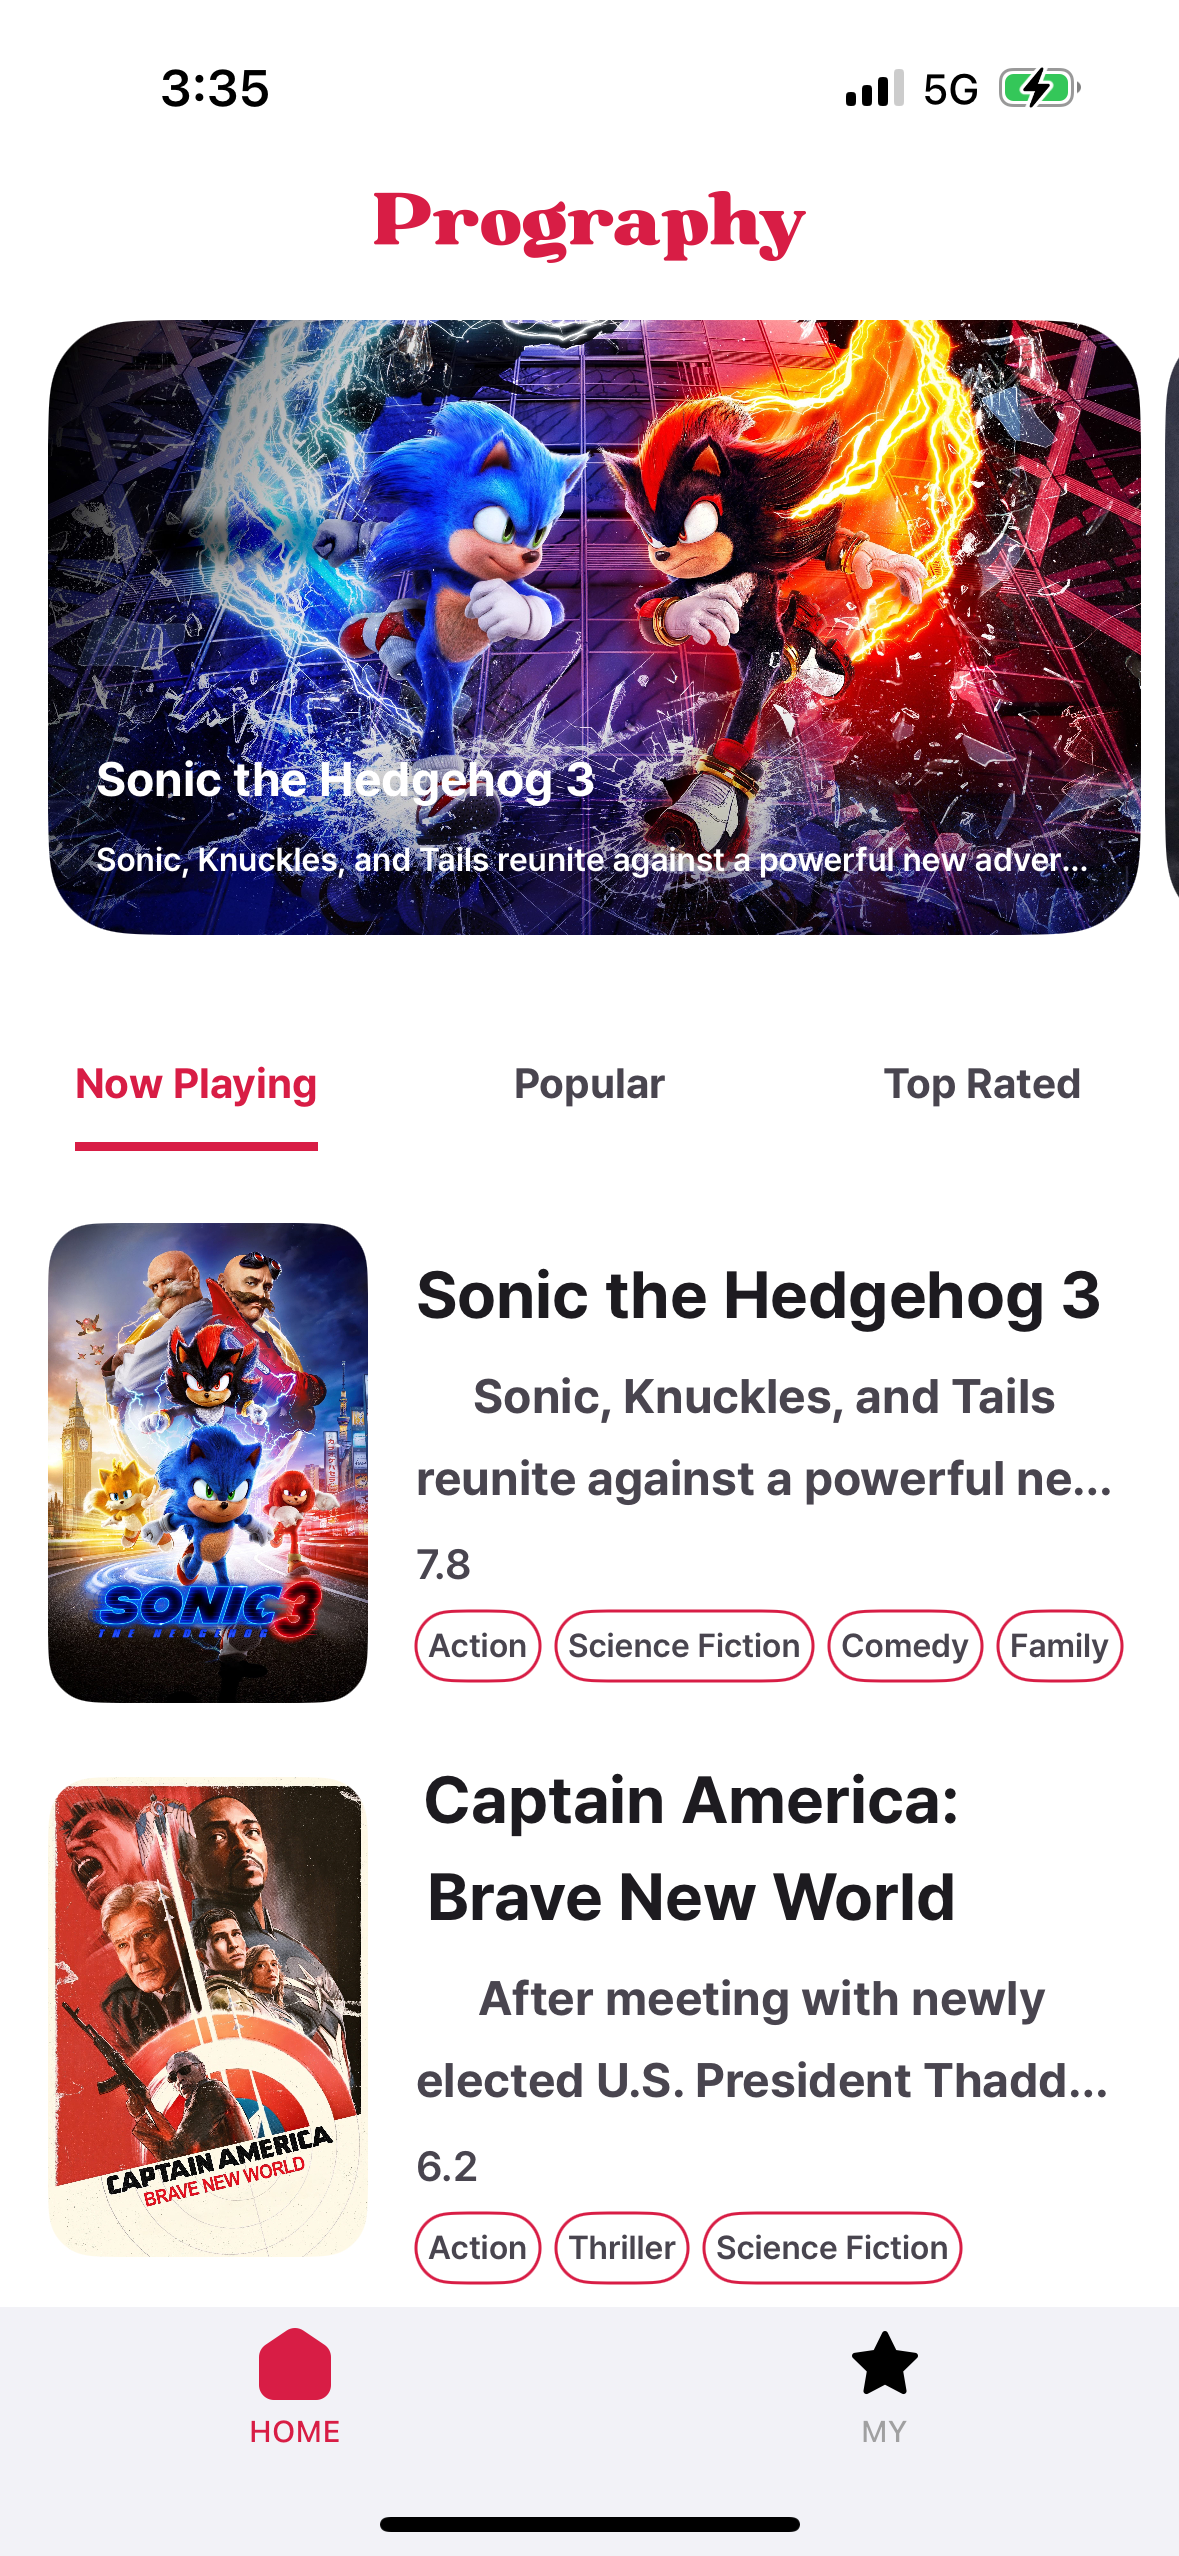 3:35
5G
Prography
Sonic the Hedgehog 3
Sonic, Knuckles, and Tails reunite against a powerful new adver...
Now Playing
Popular
Top Rated
Sonic the Hedgehog 3
Sonic, Knuckles, and Tails
reunite against a powerful ne...
7.8
Action
Science Fiction
Comedy
Family
SONIC 3
THE HEDGEHOG
Captain America:
Brave New World
After meeting with newly
elected U.S. President Thadd...
6.2
Action
Thriller
Science Fiction
CAPTAIN AMERICA
BRAVE NEW WORLD
HOME
MY